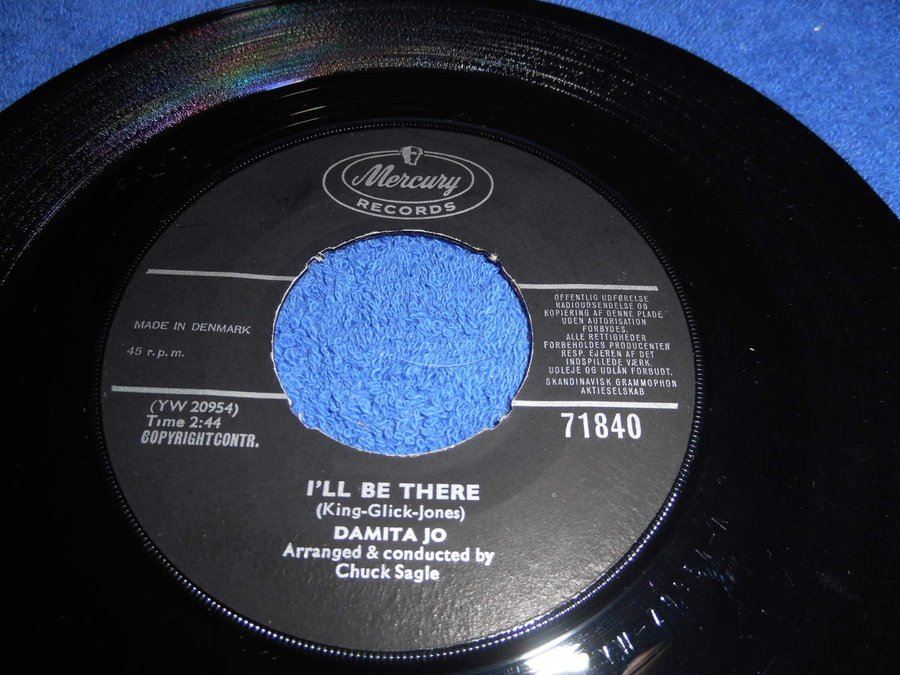 Mercury
RECORDS
MADE IN DENMARK
45 r.p.m.
OFFENTLIG UDFØRELSE
RADIOUDSENDELSE OG
KOPIERING AF DENNE PLADE
UDEN AUTORISATION
FORBYDES.
ALLE RETTIGHEDER
FORBEHOLDES PRODUCENTEN
RESP. EJEREN AF DET
INDSPILLEDE VÆRK.
UDLEJE OG UDLÅN FORBUDT.
SKANDINAVISK GRAMMOPHON
AKTIESELSKAB
(YW 20954)
Time 2:44
COPYRIGHTCONTR.
71840
I'LL BE THERE
(King-Glick-Jones)
DAMITA JO
Arranged & conducted by
Chuck Sagle